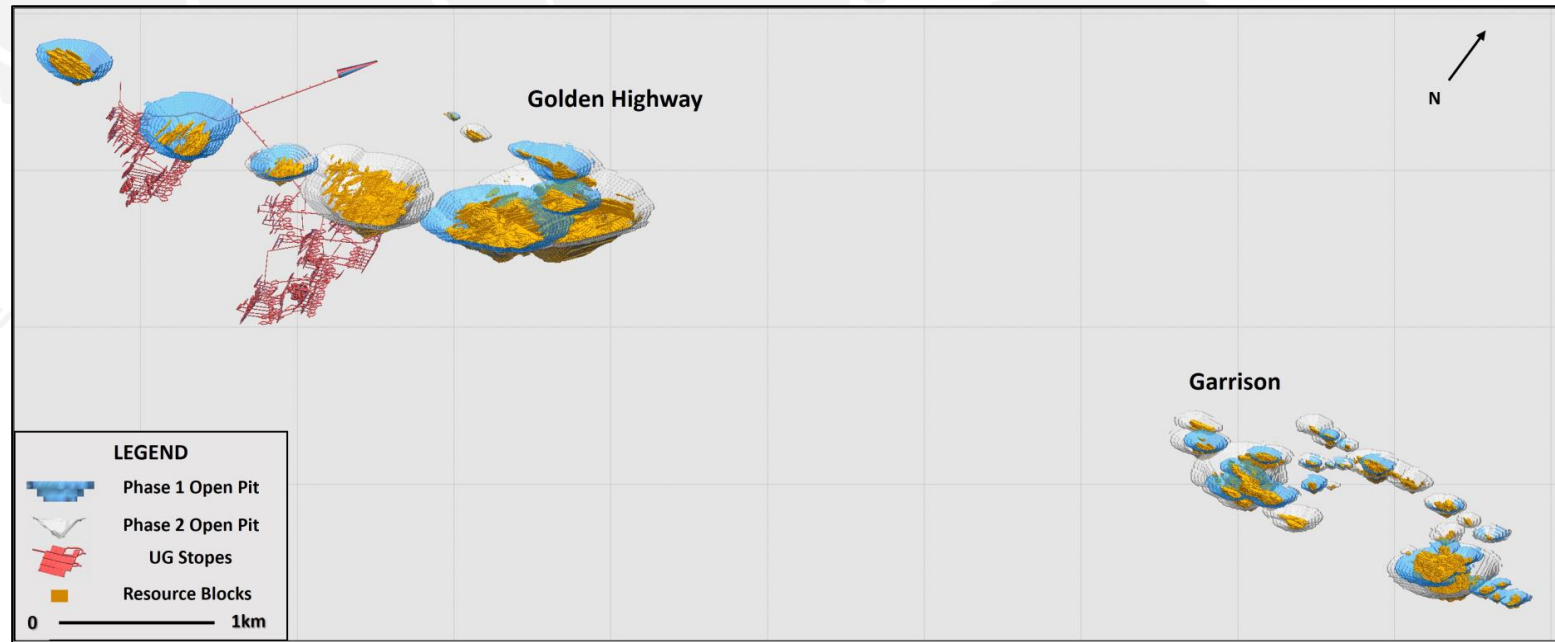 Golden Highway
N
Garrison
LEGEND
Phase 1 Open Pit
Phase 2 Open Pit
UG Stopes
Resource Blocks
0 1km